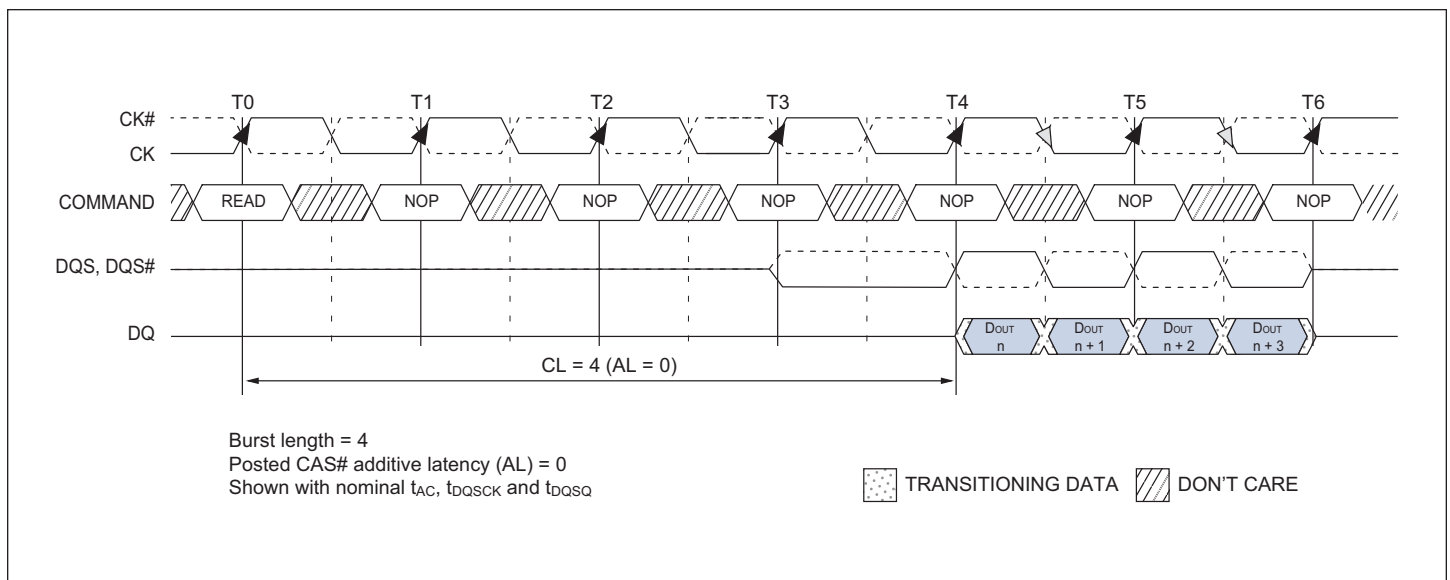 T0 T1 T2 T3 T4 T5 T6
CK#
CK
COMMAND READ NOP NOP NOP NOP NOP NOP
DQS, DQS#
DQ DOUT n DOUT n + 1 DOUT n + 2 DOUT n + 3
CL = 4 (AL = 0)
Burst length = 4
Posted CAS# additive latency (AL) = 0
Shown with nominal tAC, tDQSCK and tDQSQ
TRANSITIONING DATA DON'T CARE